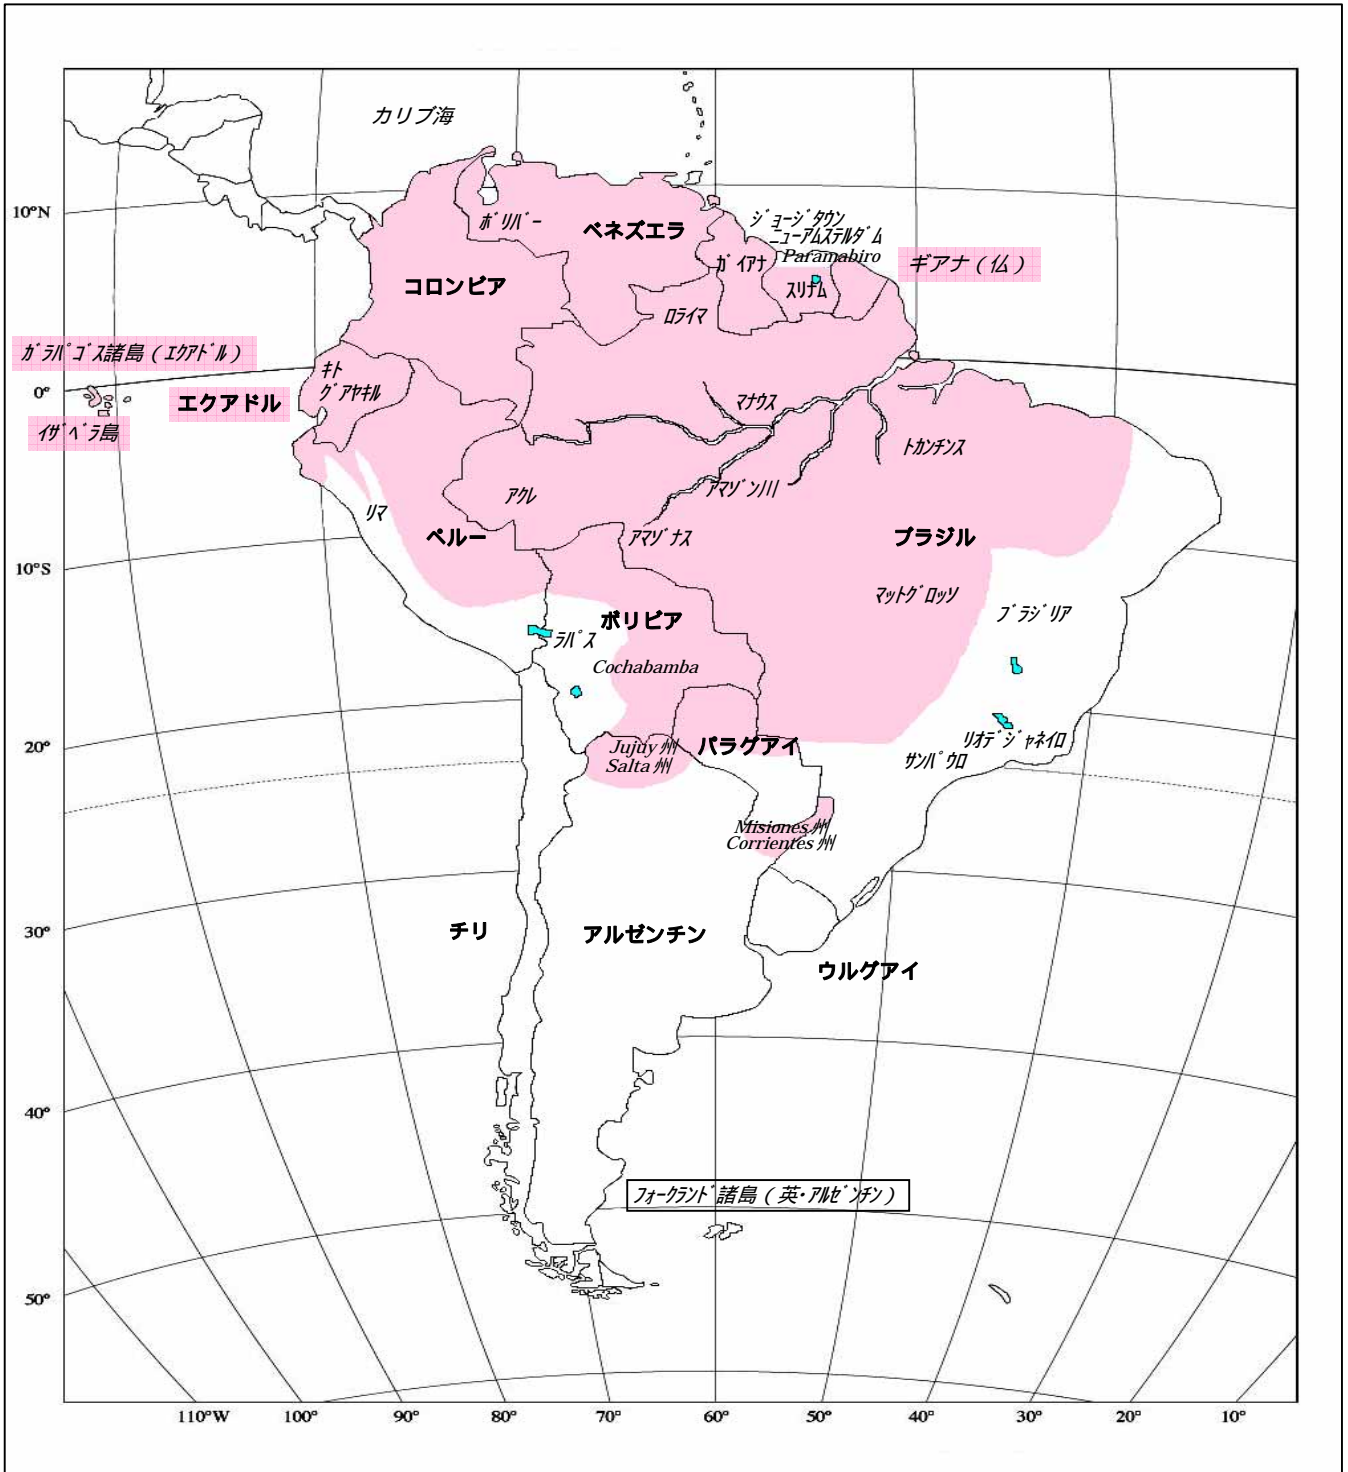 カリブ海
10°N
ﾎﾞﾘﾊﾞｰ
ベネズエラ
ｼﾞｮｰｼﾞﾀｳﾝ
ﾆｭｰｱﾑｽﾃﾙﾀﾞﾑ
Pafamabiro
ｶﾞｲｱﾅ
ギアナ（仏）
コロンビア
ｽﾘﾅﾑ
ﾛﾗｲﾏ
ｶﾞﾗﾊﾟｺﾞｽ諸島（ｴｸｱﾄﾞﾙ）
ｷﾄ
ｸﾞｱﾔｷﾙ
0°
エクアドル
ﾏﾅｳｽ
ｲｻﾞﾍﾞﾗ島
ﾄｶﾝﾁﾝｽ
ｱｸﾚ
ｱﾏｿﾞﾝ川
ﾘﾏ
ペルー
ｱﾏｿﾞﾅｽ
ブラジル
10°S
ﾏｯﾄｸﾞﾛｯｿ
ﾌﾞﾗｼﾞﾘｱ
ボリビア
ﾗﾊﾟｽ
Cochabamba
20°
Jujuy州
Salta州
パラグアイ
ﾘｵﾃﾞｼﾞｬﾈｲﾛ
ｻﾝﾊﾟｳﾛ
Misiones州
Corrientes州
30°
チリ
アルゼンチン
ウルグアイ
40°
ﾌｫｰｸﾗﾝﾄﾞ諸島（英・ｱﾙｾﾞﾝﾁﾝ）
50°
110°W 100° 90° 80° 70° 60° 50° 40° 30° 20° 10°